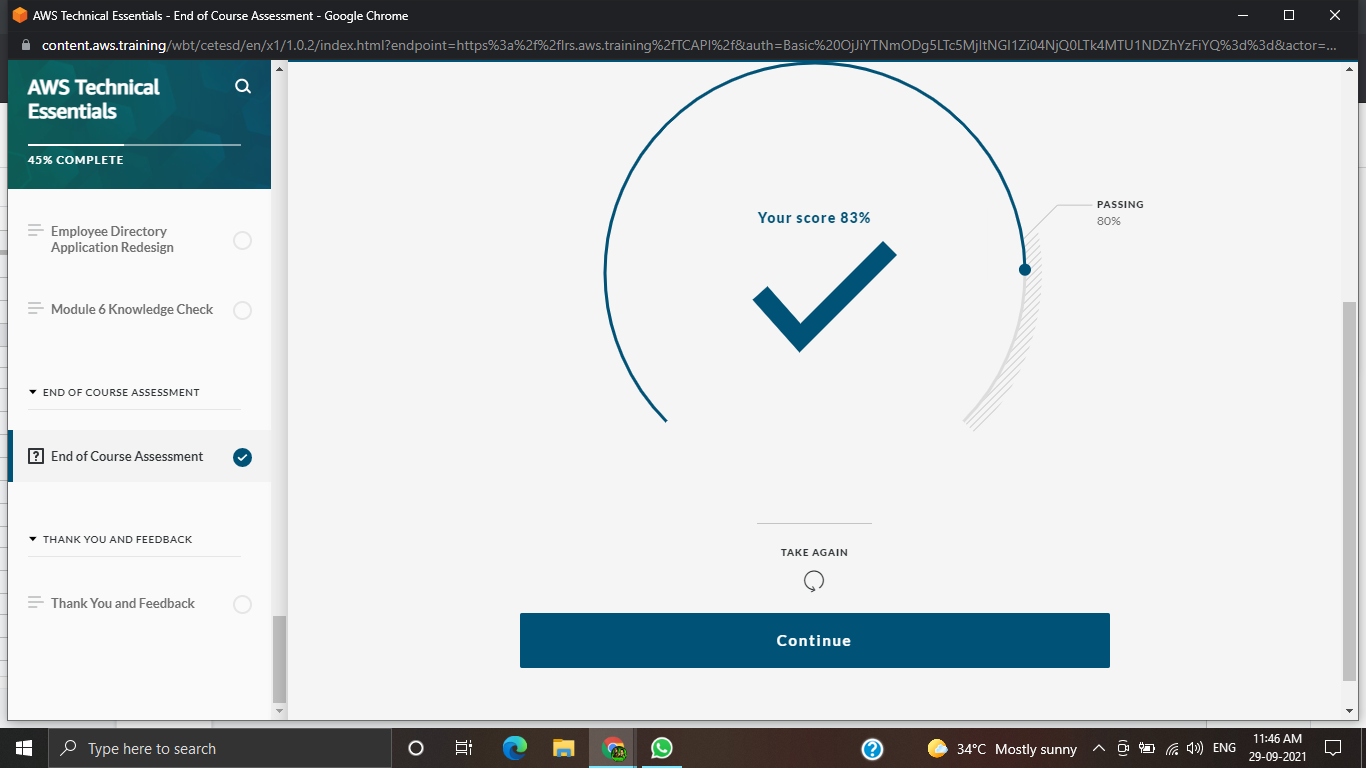 AWS Technical Essentials - End of Course Assessment - Google Chrome
content.aws.training/wbt/cetesd/en/x1/1.0.2/index.html?endpoint=https%3a%2f%2flrs.aws.training%2fTCAPI%2f&auth=Basic%20OjJiYTNmODg5LTc5MjItNGI1Zi04NjQ0LTk4MTU1NDZhYzFiYQ%3d%3d&actor=...
AWS Technical
Essentials
45% COMPLETE
Employee Directory
Application Redesign
Module 6 Knowledge Check
END OF COURSE ASSESSMENT
End of Course Assessment
THANK YOU AND FEEDBACK
Thank You and Feedback
Your score 83%
PASSING
80%
TAKE AGAIN
Continue
Type here to search
34°C Mostly sunny
ENG
11:46 AM
29-09-2021